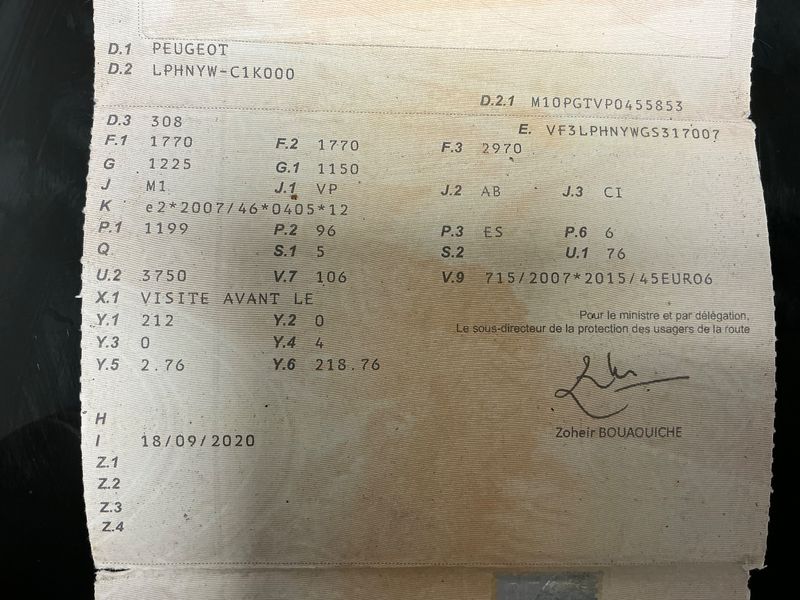 D.1 PEUGEOT
D.2 LPHNYW-C1K000
D.2.1 M10PGTVP0455853
D.3 308
E. VF3LPHNYWGS317007
F.1 1770 F.2 1770 F.3 2970
G 1225 G.1 1150
J M1 J.1 VP J.2 AB J.3 CI
K e2*2007/46*0405*12
P.1 1199 P.2 96 P.3 ES P.6 6
Q S.1 5 S.2 U.1 76
U.2 3750 V.7 106 V.9 715/2007*2015/45EURO6
X.1 VISITE AVANT LE
Y.1 212 Y.2 0
Pour le ministre et par délégation,
Le sous-directeur de la protection des usagers de la route
Y.3 0 Y.4 4
Y.5 2.76 Y.6 218.76
H
Zoheir BOUAOUICHE
I 18/09/2020
Z.1
Z.2
Z.3
Z.4